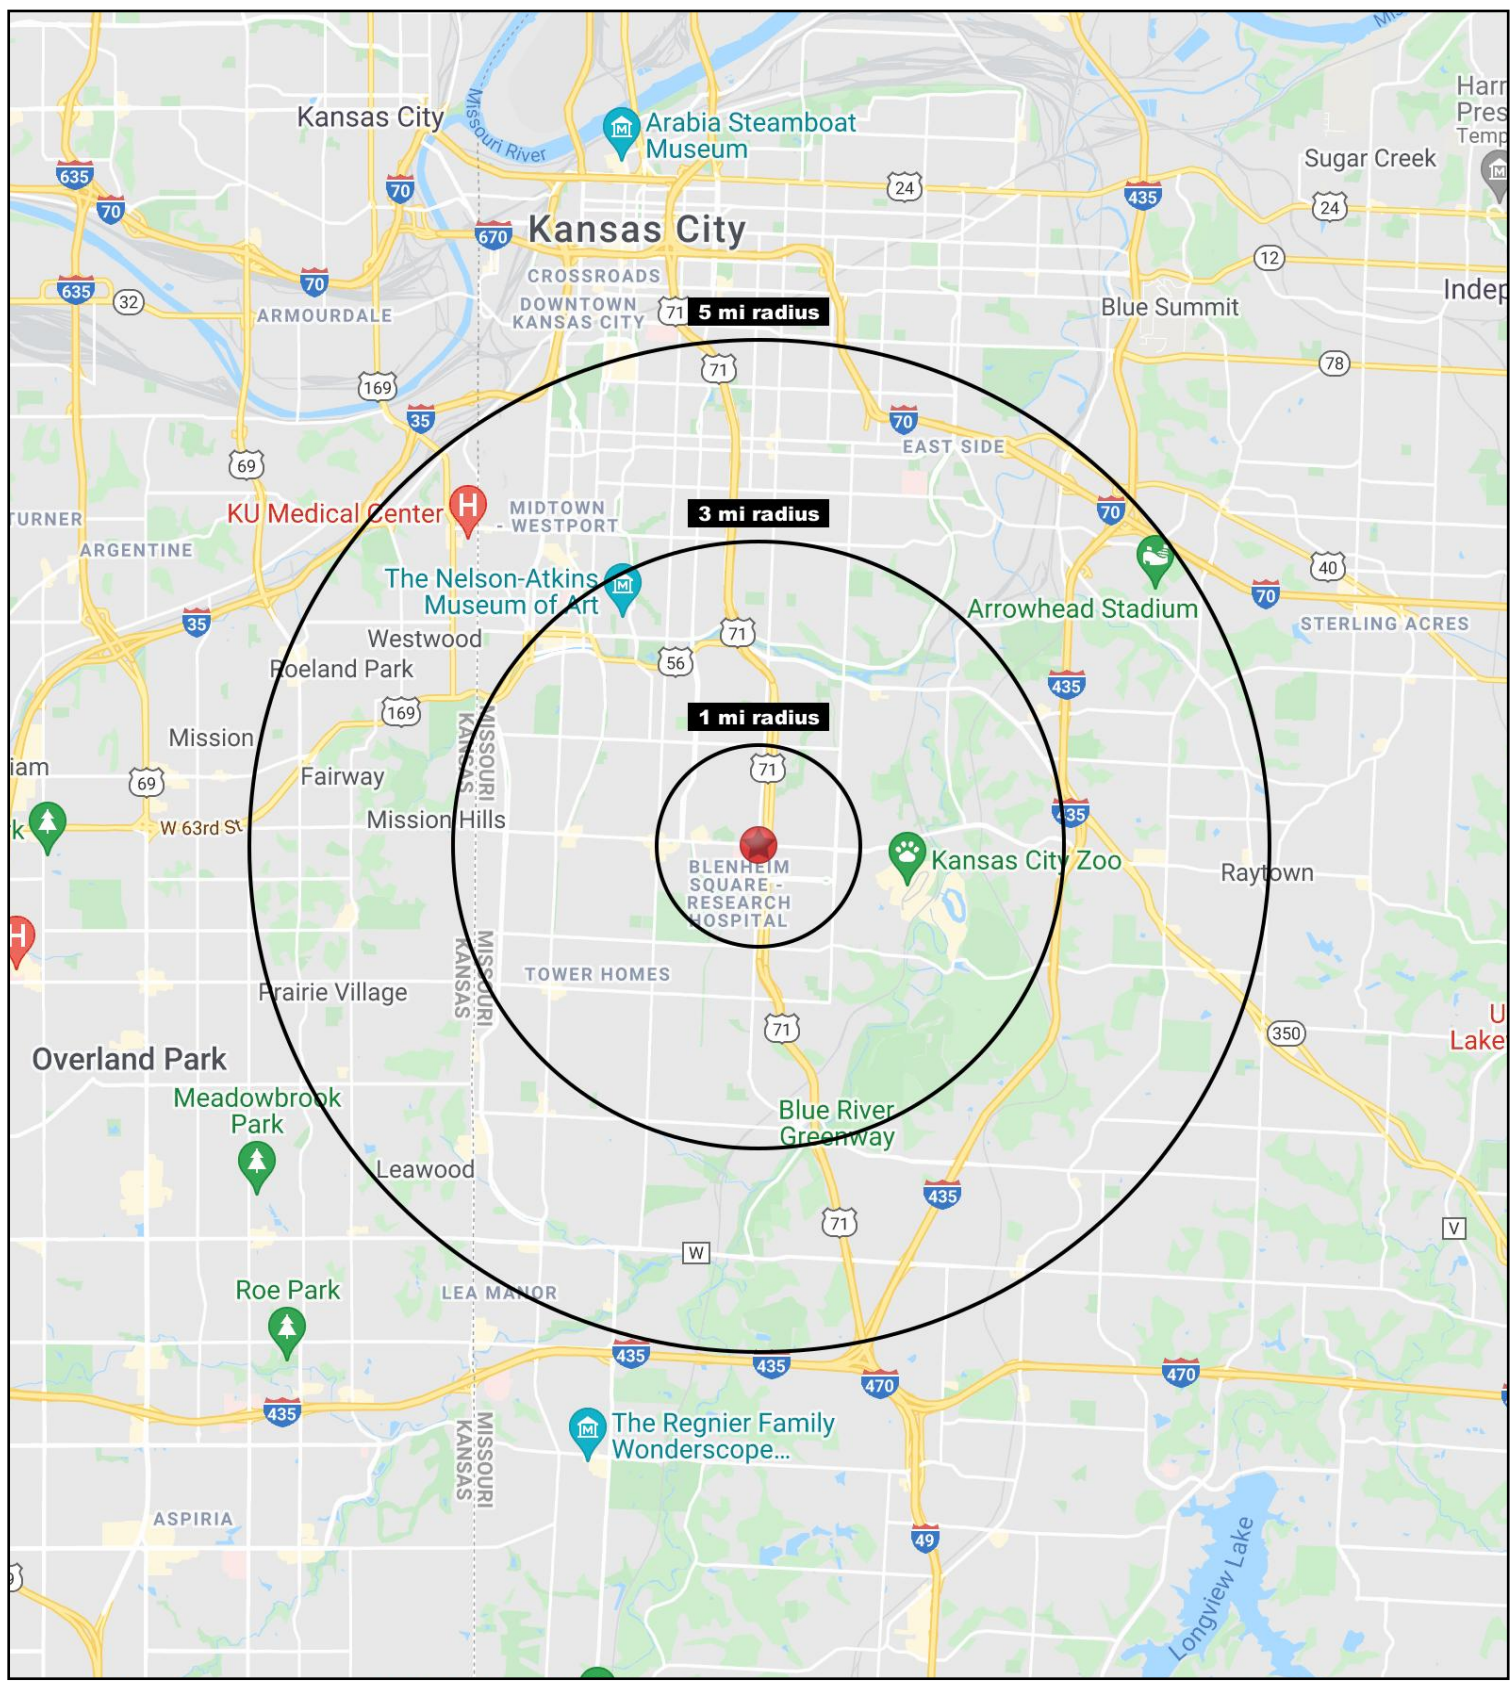 Kansas City
Missouri River
Arabia Steamboat
Museum
Sugar Creek
635
70
70
24
435
24
670
Kansas City
70
12
635
32
CROSSROADS
ARMOURDALE
DOWNTOWN
KANSAS CITY
71
5 mi radius
Blue Summit
71
78
169
35
70
EAST SIDE
69
KU Medical Center
H
MIDTOWN
- WESTPORT
3 mi radius
70
TURNER
ARGENTINE
The Nelson-Atkins
Museum of Art
40
70
Arrowhead Stadium
35
STERLING ACRES
Westwood
71
56
Roeland Park
435
169
1 mi radius
MISSOURI
KANSAS
Mission
71
Fairway
69
W 63rd St
Mission Hills
435
Kansas City Zoo
BLENHEIM
SQUARE -
RESEARCH
HOSPITAL
Raytown
H
MISSOURI
KANSAS
TOWER HOMES
Prairie Village
71
350
Overland Park
Meadowbrook
Park
Blue River
Greenway
Leawood
435
71
W
V
Roe Park
LEA MANOR
435
435
470
470
435
The Regnier Family
Wonderscope...
MISSOURI
KANSAS
ASPIRIA
49
Longview Lake